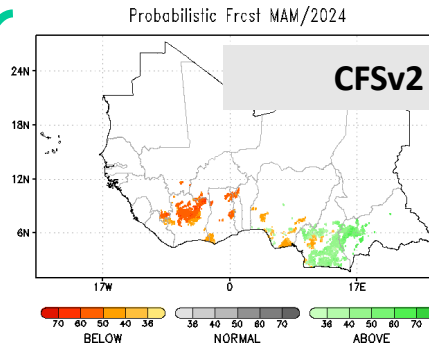 Probabilistic Frcst MAM/2024
CFSv2
24N
18N
12N
6N
17W 0 17E
70 60 50 40 36 36 40 50 60 70 36 40 50 60 70
BELOW NORMAL ABOVE